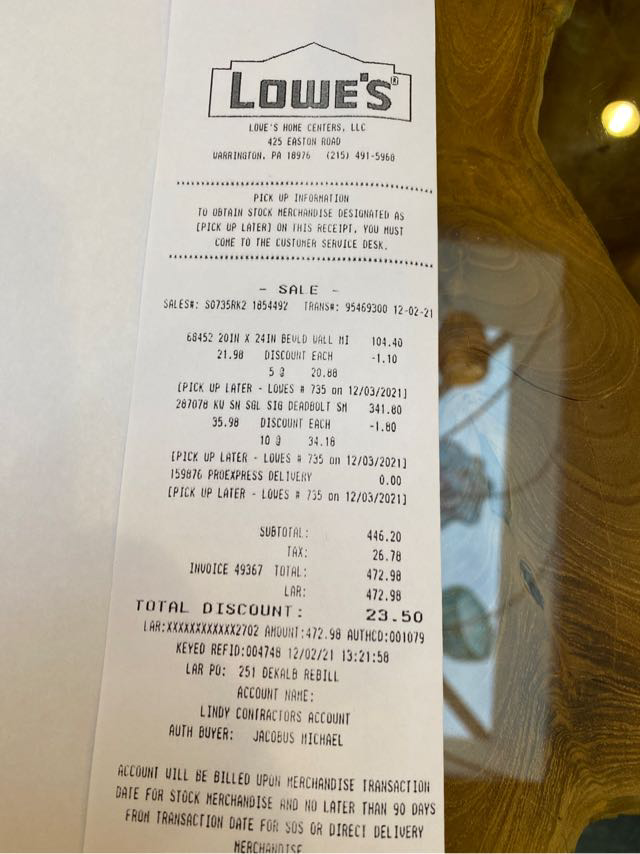 LOWE'S®
LOWE'S HOME CENTERS, LLC
425 EASTON ROAD
WARRINGTON, PA 18976 (215) 491-5960
PICK UP INFORMATION
TO OBTAIN STOCK MERCHANDISE DESIGNATED AS
[PICK UP LATER] ON THIS RECEIPT, YOU MUST
COME TO THE CUSTOMER SERVICE DESK.
- SALE -
SALES#: S0735RK2 1854492 TRANS#: 95469300 12-02-21
68452 20IN X 24IN BEVLD WALL MI 104.40
21.98 DISCOUNT EACH -1.10
5 @ 20.88
[PICK UP LATER - LOWES # 735 on 12/03/2021]
287078 KW SN SGL SIG DEADBOLT SM 341.80
35.98 DISCOUNT EACH -1.80
10 @ 34.18
[PICK UP LATER - LOWES # 735 on 12/03/2021]
159876 PROEXPRESS DELIVERY 0.00
[PICK UP LATER - LOWES # 735 on 12/03/2021]
SUBTOTAL: 446.20
TAX: 26.78
INVOICE 49367 TOTAL: 472.98
LAR: 472.98
TOTAL DISCOUNT: 23.50
LAR:XXXXXXXXXXXX2702 AMOUNT:472.98 AUTHCD:001079
KEYED REFID:004748 12/02/21 13:21:58
LAR PO: 251 DEKALB REBILL
ACCOUNT NAME:
LINDY CONTRACTORS ACCOUNT
AUTH BUYER: JACOBUS MICHAEL
ACCOUNT WILL BE BILLED UPON MERCHANDISE TRANSACTION
DATE FOR STOCK MERCHANDISE AND NO LATER THAN 90 DAYS
FROM TRANSACTION DATE FOR SOS OR DIRECT DELIVERY
MERCHANDISE